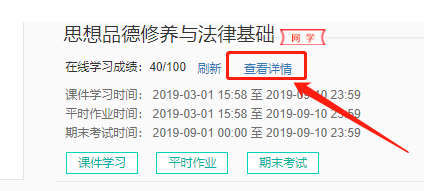 思想品德修养与法律基础 网 学
在线学习成绩：40/100 刷新 查看详情
课件学习时间： 2019-03-01 15:58 至 2019-09-10 23:59
平时作业时间： 2019-03-01 15:58 至 2019-09-10 23:59
期末考试时间： 2019-09-01 00:00 至 2019-09-10 23:59
课件学习 平时作业 期末考试